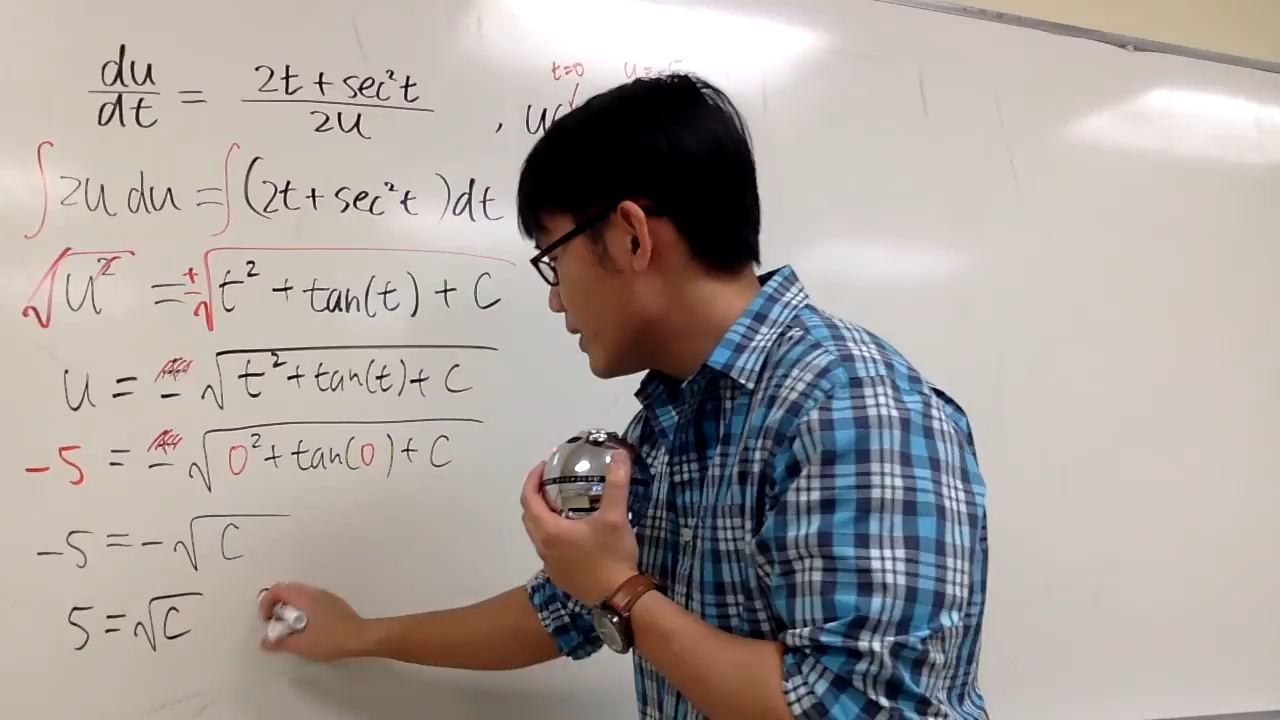 t=0 u=
du/dt = (2t + sec²t)/(2u) , u(
∫ 2u du = ∫ (2t + sec²t) dt
√u² = ±√t² + tan(t) + C
u = - √(t² + tan(t) + C)
-5 = - √(0² + tan(0) + C)
-5 = -√C
5 = √C